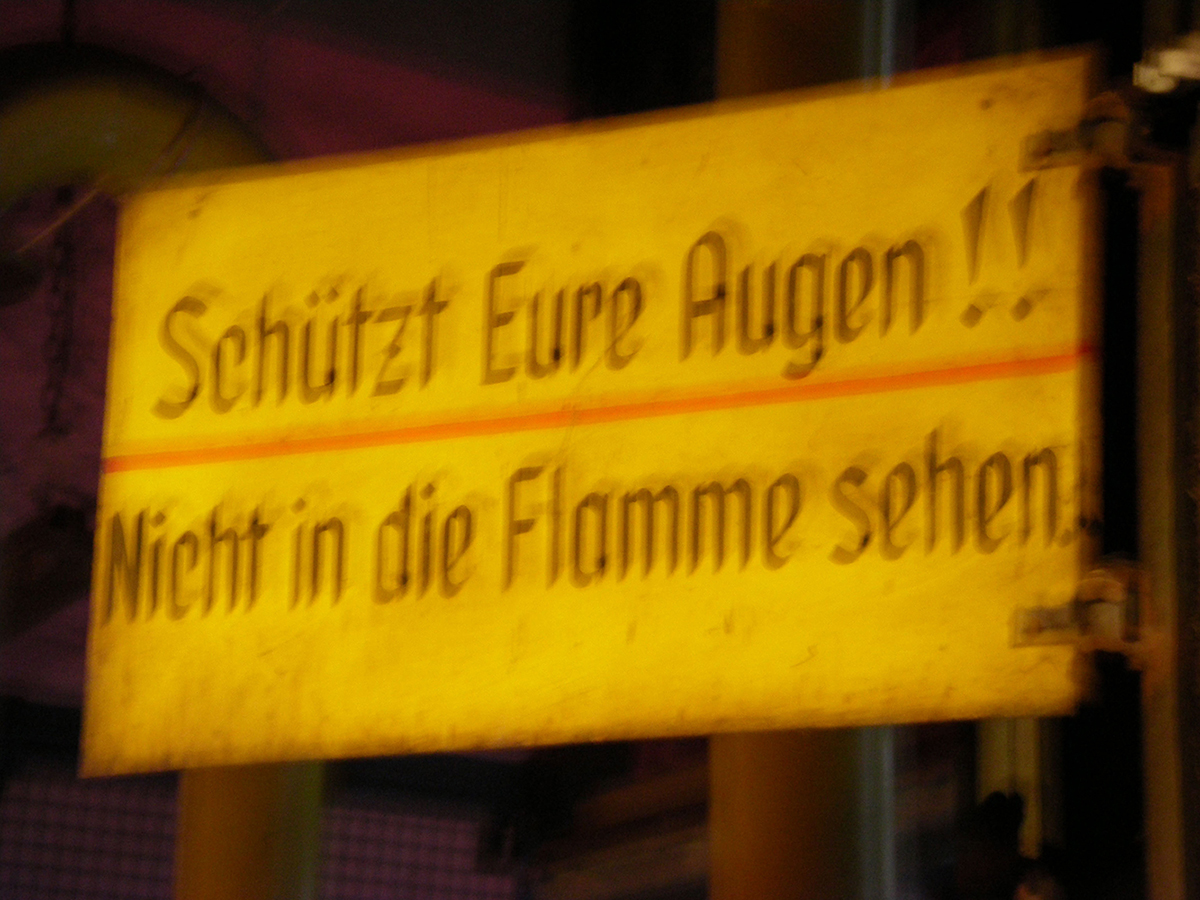 Schützt Eure Augen!!
Nicht in die Flamme sehen.